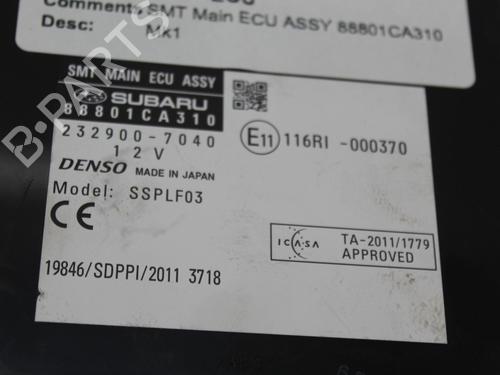 Comment SMT Main ECU ASSY 88801CA310
Desc: Mk1
SMT MAIN ECU ASSY
SUBARU
88801CA310
232900-7040
12V
DENSO MADE IN JAPAN
Model: SSPLF03
CE
E11 116RI -000370
ICASA TA-2011/1779
APPROVED
19846/SDPPI/2011 3718
B-PARTS